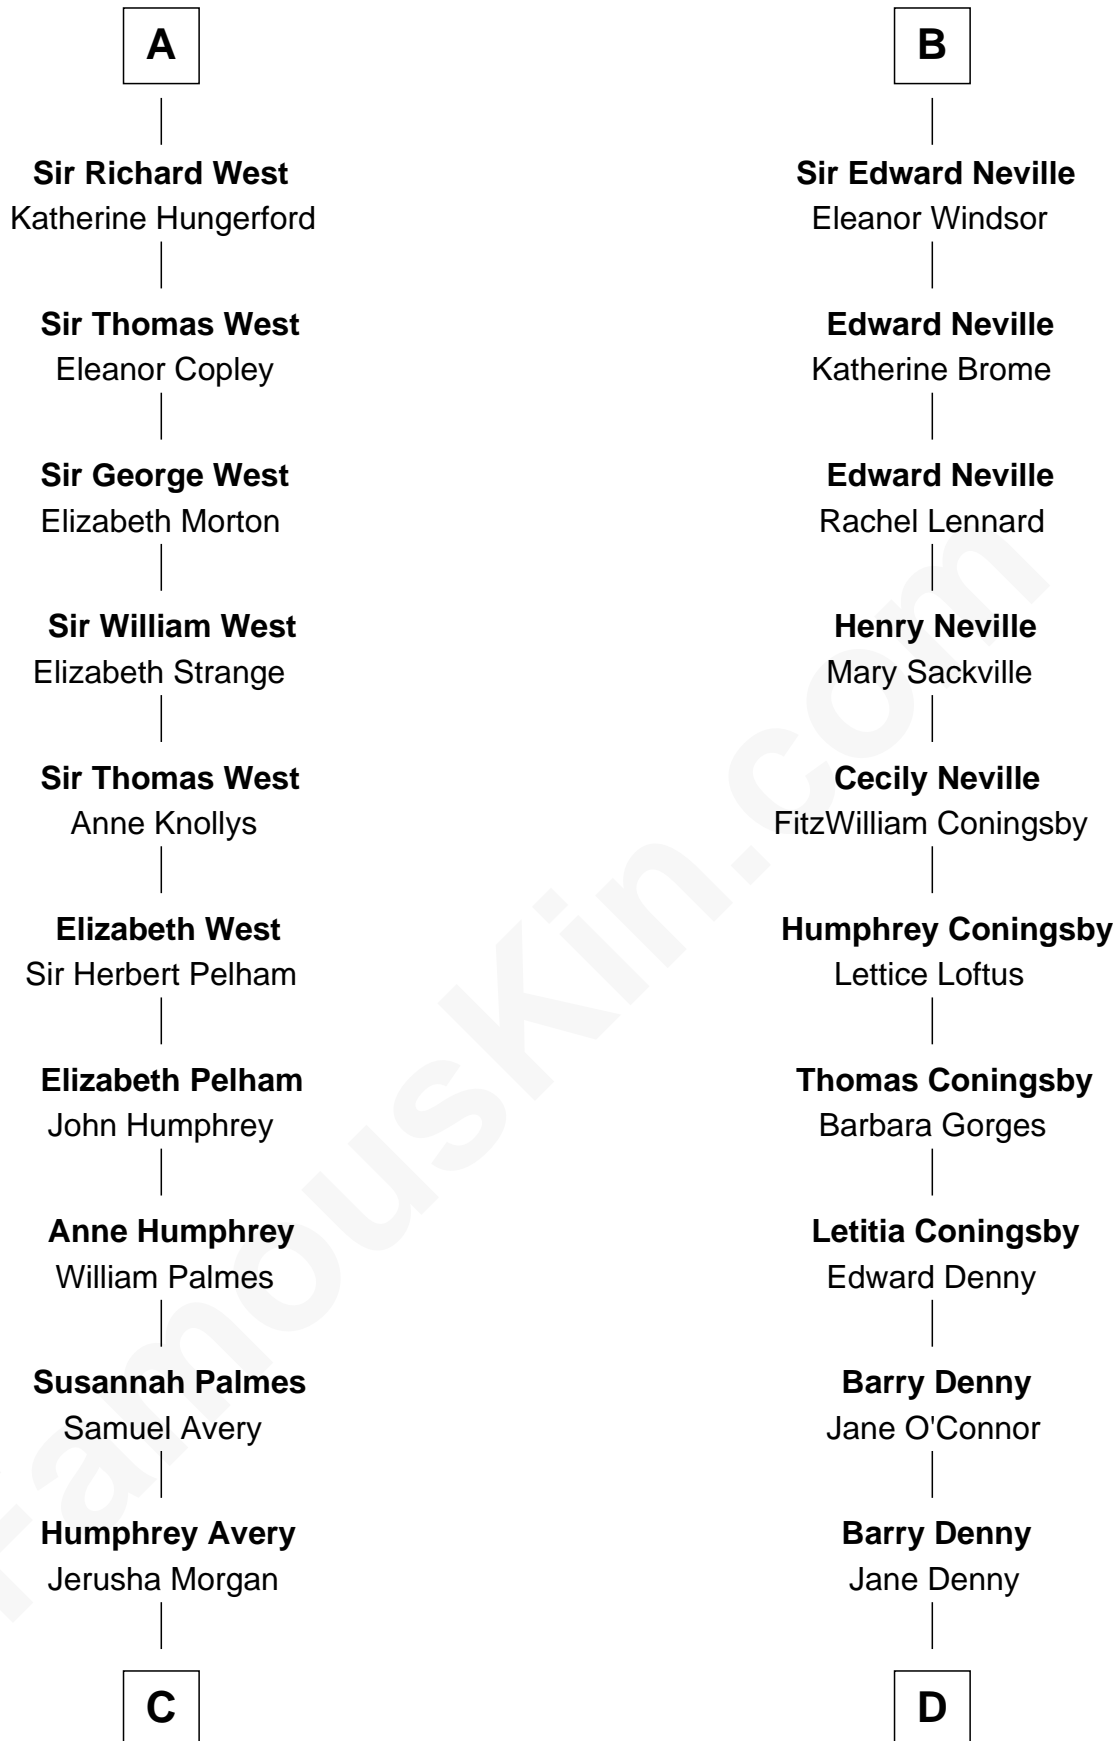 A
Sir Richard West
Katherine Hungerford
Sir Thomas West
Eleanor Copley
Sir George West
Elizabeth Morton
Sir William West
Elizabeth Strange
Sir Thomas West
Anne Knollys
Elizabeth West
Sir Herbert Pelham
Elizabeth Pelham
John Humphrey
Anne Humphrey
William Palmes
Susannah Palmes
Samuel Avery
Humphrey Avery
Jerusha Morgan
C
B
Sir Edward Neville
Eleanor Windsor
Edward Neville
Katherine Brome
Edward Neville
Rachel Lennard
Henry Neville
Mary Sackville
Cecily Neville
FitzWilliam Coningsby
Humphrey Coningsby
Lettice Loftus
Thomas Coningsby
Barbara Gorges
Letitia Coningsby
Edward Denny
Barry Denny
Jane O'Connor
Barry Denny
Jane Denny
D
FamousKin.com